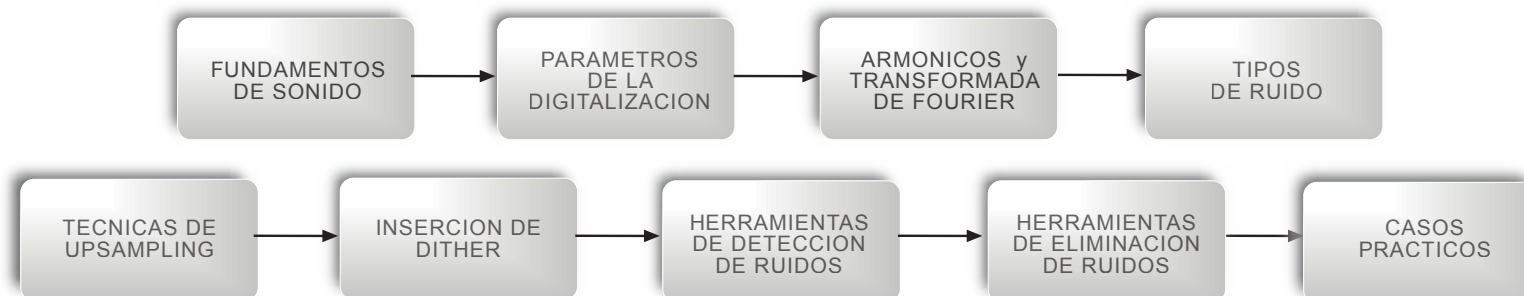 FUNDAMENTOS
DE SONIDO
PARAMETROS
DE LA
DIGITALIZACION
ARMONICOS y
TRANSFORMADA
DE FOURIER
TIPOS
DE RUIDO
TECNICAS DE
UPSAMPLING
INSERCION DE
DITHER
HERRAMIENTAS
DE DETECCION
DE RUIDOS
HERRAMIENTAS
DE ELIMINACION
DE RUIDOS
CASOS
PRACTICOS